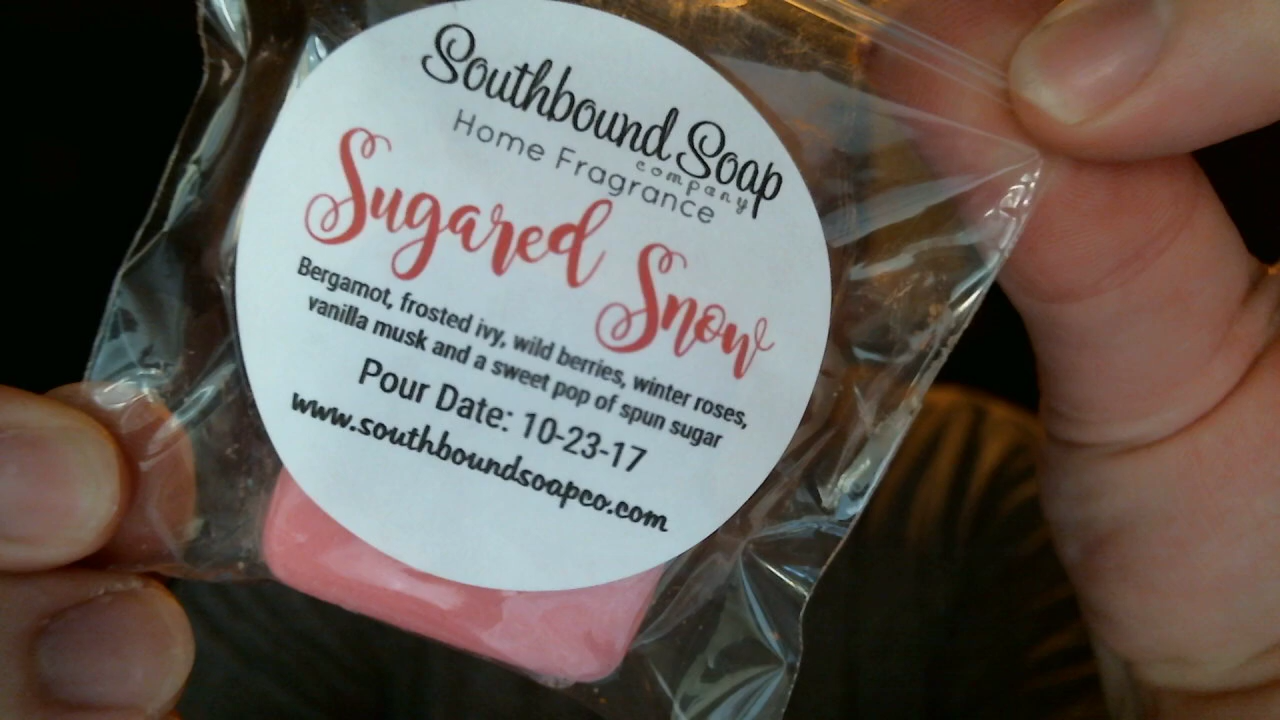 Southbound Soap
company
Home Fragrance
Sugared Snow
Bergamot, frosted ivy, wild berries, winter roses,
vanilla musk and a sweet pop of spun sugar
Pour Date: 10-23-17
www.southboundsoapco.com